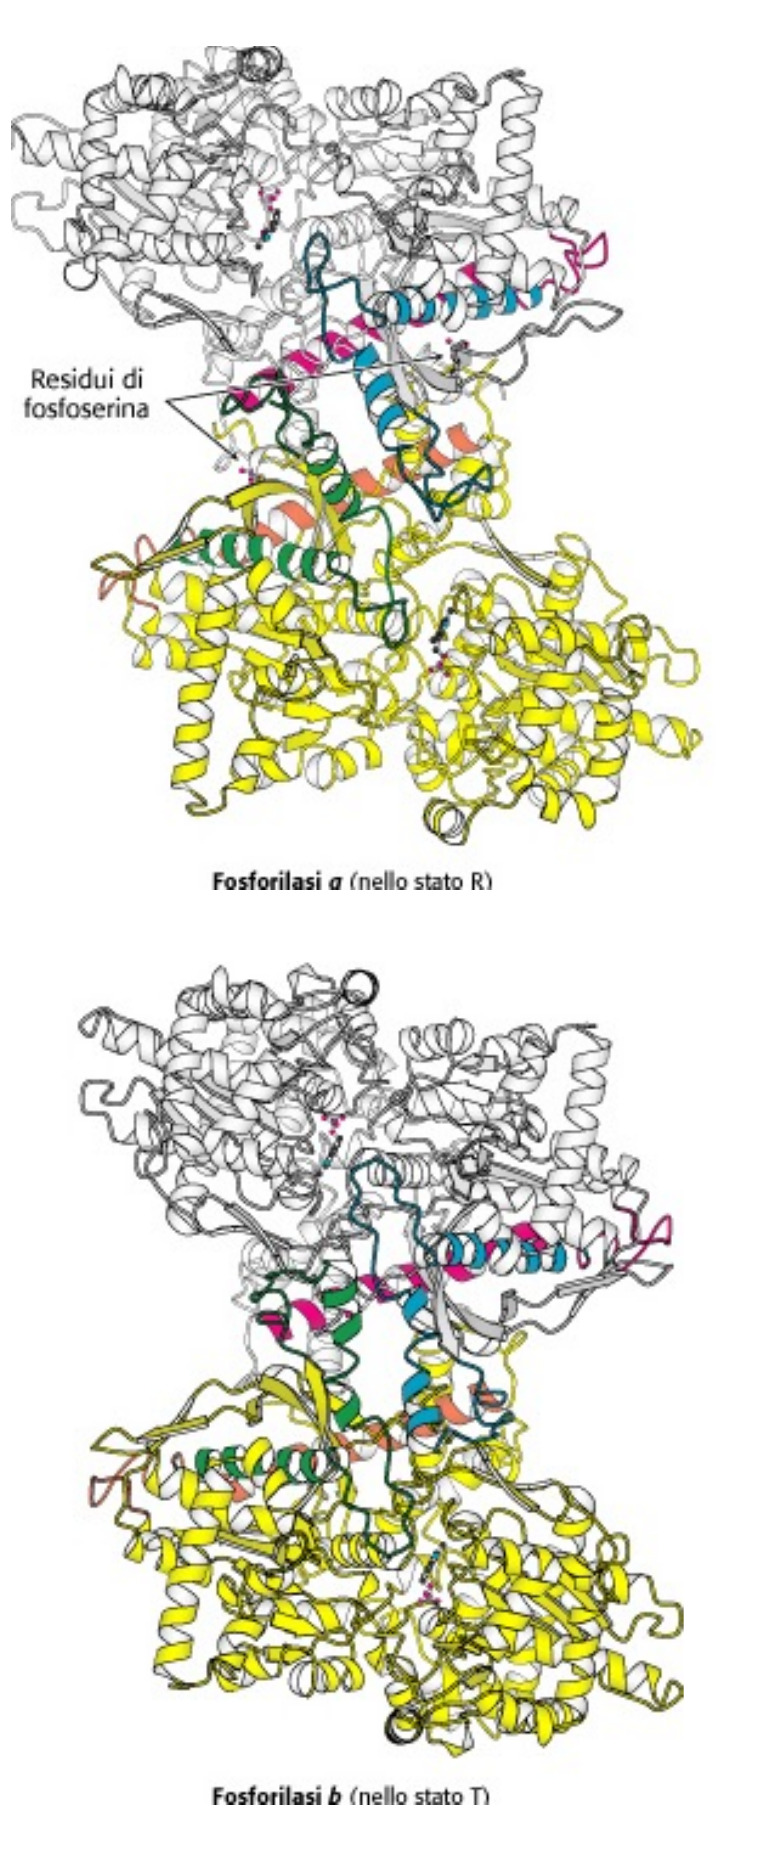 Residui di
fosfoserina
Fosforilasi a (nello stato R)
Fosforilasi b (nello stato T)